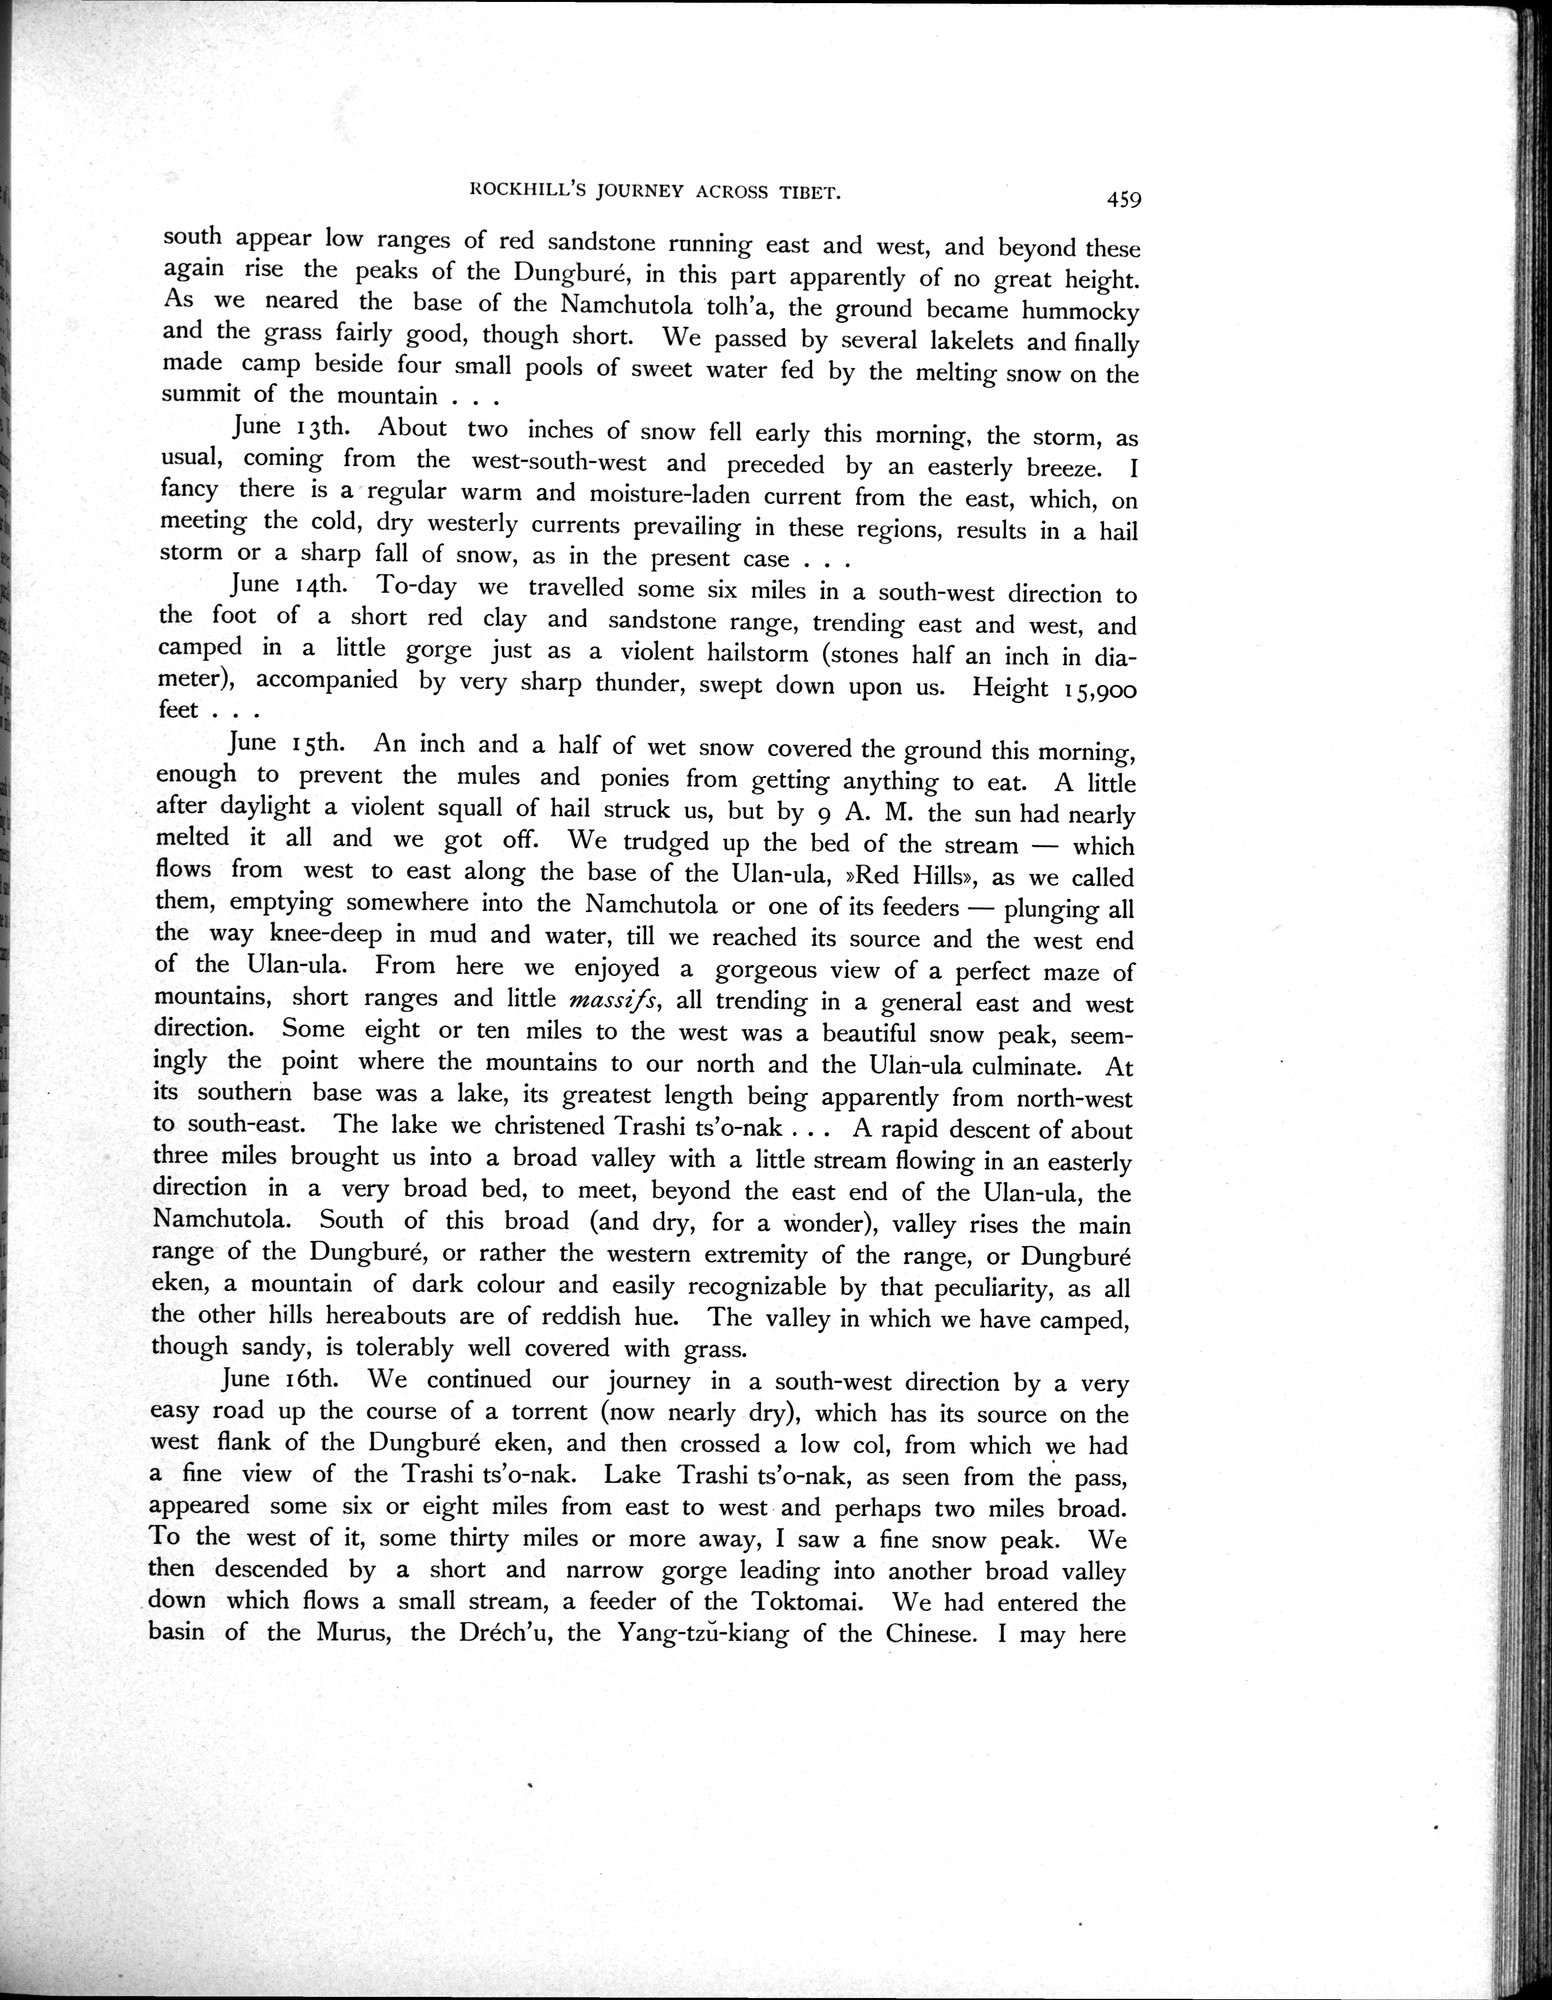 ROCKHILL'S JOURNEY ACROSS TIBET. 459
south appear low ranges of red sandstone running east and west, and beyond these
again rise the peaks of the Dungburé, in this part apparently of no great height.
As we neared the base of the Namchutola tolh'a, the ground became hummocky
and the grass fairly good, though short. We passed by several lakelets and finally
made camp beside four small pools of sweet water fed by the melting snow on the
summit of the mountain . . .
June 13th. About two inches of snow fell early this morning, the storm, as
usual, coming from the west-south-west and preceded by an easterly breeze. I
fancy there is a regular warm and moisture-laden current from the east, which, on
meeting the cold, dry westerly currents prevailing in these regions, results in a hail
storm or a sharp fall of snow, as in the present case . . .
June 14th. To-day we travelled some six miles in a south-west direction to
the foot of a short red clay and sandstone range, trending east and west, and
camped in a little gorge just as a violent hailstorm (stones half an inch in dia-
meter), accompanied by very sharp thunder, swept down upon us. Height 15,900
feet . . .
June 15th. An inch and a half of wet snow covered the ground this morning,
enough to prevent the mules and ponies from getting anything to eat. A little
after daylight a violent squall of hail struck us, but by 9 A. M. the sun had nearly
melted it all and we got off. We trudged up the bed of the stream — which
flows from west to east along the base of the Ulan-ula, »Red Hills», as we called
them, emptying somewhere into the Namchutola or one of its feeders — plunging all
the way knee-deep in mud and water, till we reached its source and the west end
of the Ulan-ula. From here we enjoyed a gorgeous view of a perfect maze of
mountains, short ranges and little massifs, all trending in a general east and west
direction. Some eight or ten miles to the west was a beautiful snow peak, seem-
ingly the point where the mountains to our north and the Ulan-ula culminate. At
its southern base was a lake, its greatest length being apparently from north-west
to south-east. The lake we christened Trashi ts'o-nak . . . A rapid descent of about
three miles brought us into a broad valley with a little stream flowing in an easterly
direction in a very broad bed, to meet, beyond the east end of the Ulan-ula, the
Namchutola. South of this broad (and dry, for a wonder), valley rises the main
range of the Dungburé, or rather the western extremity of the range, or Dungburé
eken, a mountain of dark colour and easily recognizable by that peculiarity, as all
the other hills hereabouts are of reddish hue. The valley in which we have camped,
though sandy, is tolerably well covered with grass.
June 16th. We continued our journey in a south-west direction by a very
easy road up the course of a torrent (now nearly dry), which has its source on the
west flank of the Dungburé eken, and then crossed a low col, from which we had
a fine view of the Trashi ts'o-nak. Lake Trashi ts'o-nak, as seen from the pass,
appeared some six or eight miles from east to west and perhaps two miles broad.
To the west of it, some thirty miles or more away, I saw a fine snow peak. We
then descended by a short and narrow gorge leading into another broad valley
down which flows a small stream, a feeder of the Toktomai. We had entered the
basin of the Murus, the Dréch'u, the Yang-tzŭ-kiang of the Chinese. I may here